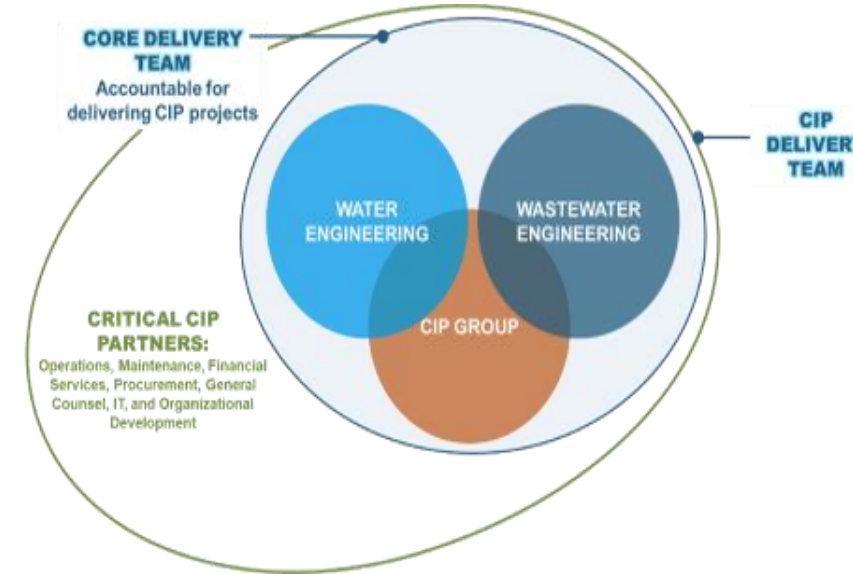 CORE DELIVERY
TEAM
Accountable for
delivering CIP projects
CIP
DELIVER
TEAM
WATER
ENGINEERING
WASTEWATER
ENGINEERING
CIP GROUP
CRITICAL CIP
PARTNERS:
Operations, Maintenance, Financial
Services, Procurement, General
Counsel, IT, and Organizational
Development